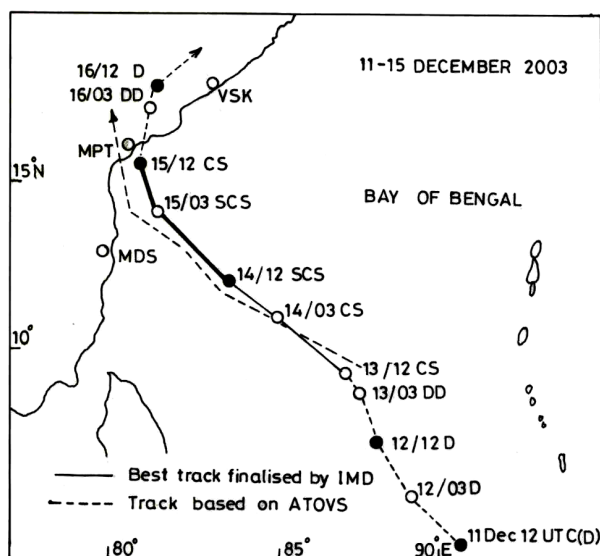 11-15 DECEMBER 2003
16/12 D
16/03 DD
VSK
MPT
15/12 CS
15°
N
15/03 SCS
BAY OF BENGAL
MDS
14/12 SCS
14/03 CS
10°
13/12 CS
13/03 DD
12/12 D
Best track finalised by IMD
12/03 D
Track based on ATOVS
11 Dec 12 UTC(D)
80°
85°
90°E